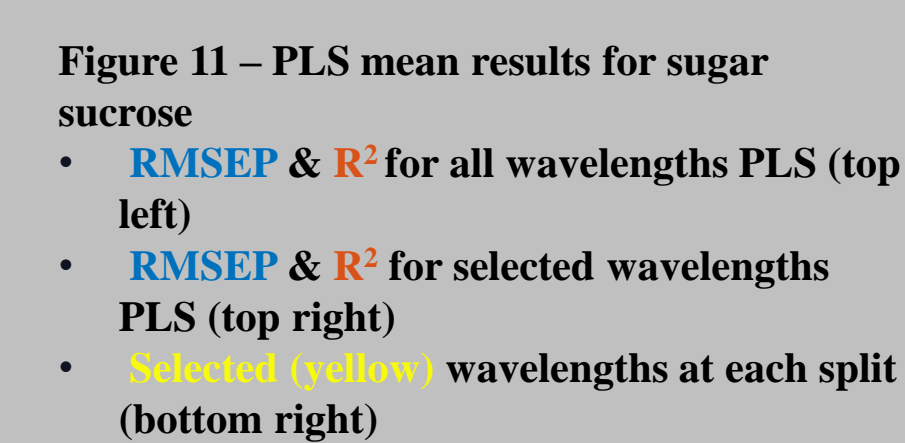 Figure 11 – PLS mean results for sugar
sucrose
• RMSEP & R² for all wavelengths PLS (top
left)
• RMSEP & R² for selected wavelengths
PLS (top right)
• Selected (yellow) wavelengths at each split
(bottom right)